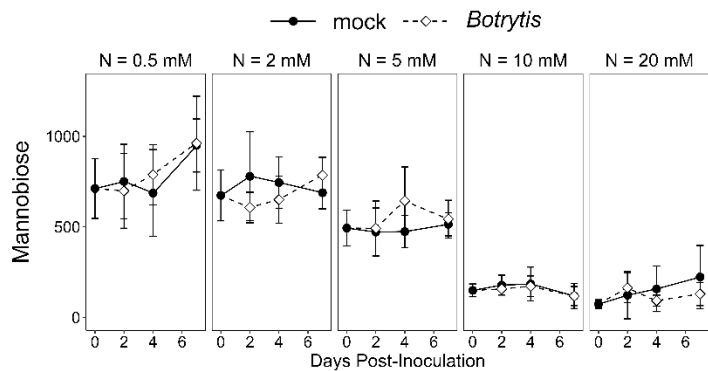 mock Botrytis
N = 0.5 mM N = 2 mM N = 5 mM N = 10 mM N = 20 mM
Mannobiose
1000
500
0
0 2 4 6 0 2 4 6 0 2 4 6 0 2 4 6 0 2 4 6
Days Post-Inoculation